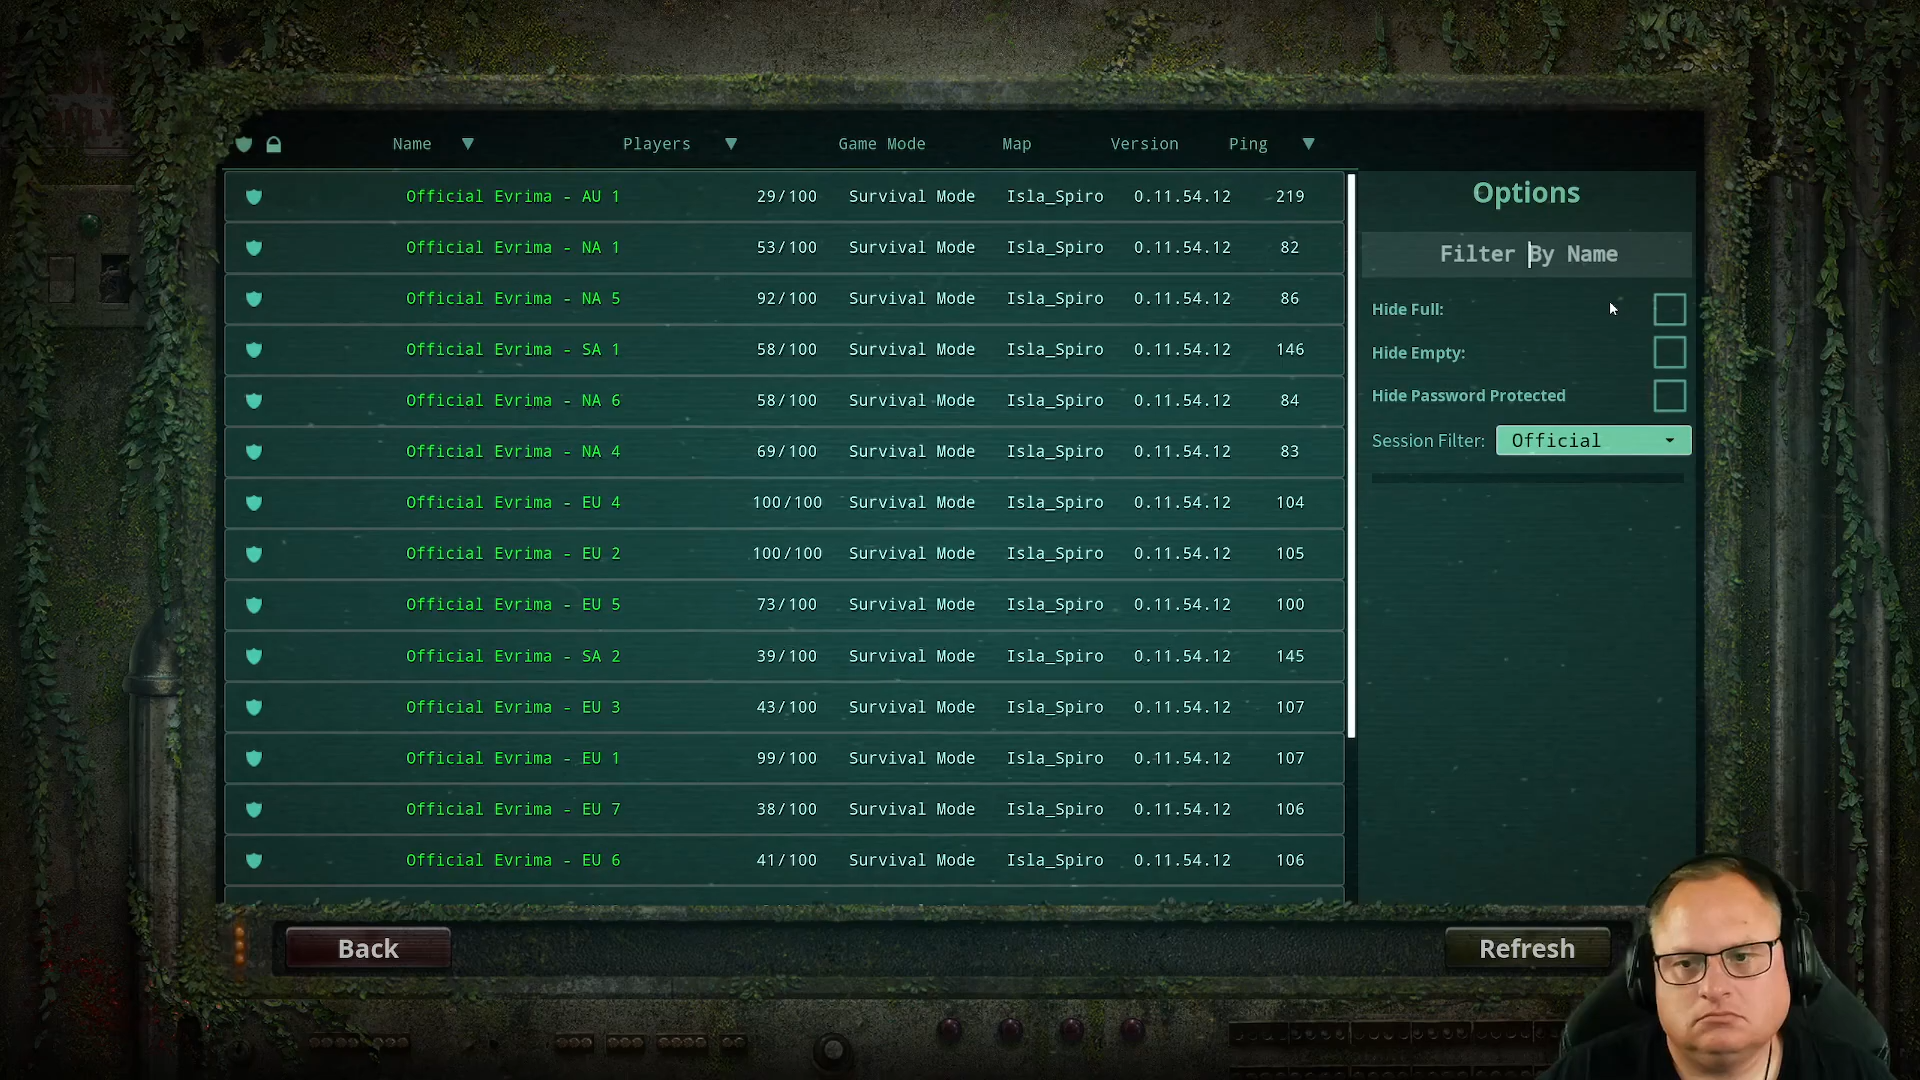 Name Players Game Mode Map Version Ping
Official Evrima - AU 1 29/100 Survival Mode Isla_Spiro 0.11.54.12 219
Official Evrima - NA 1 53/100 Survival Mode Isla_Spiro 0.11.54.12 82
Official Evrima - NA 5 92/100 Survival Mode Isla_Spiro 0.11.54.12 86
Official Evrima - SA 1 58/100 Survival Mode Isla_Spiro 0.11.54.12 146
Official Evrima - NA 6 58/100 Survival Mode Isla_Spiro 0.11.54.12 84
Official Evrima - NA 4 69/100 Survival Mode Isla_Spiro 0.11.54.12 83
Official Evrima - EU 4 100/100 Survival Mode Isla_Spiro 0.11.54.12 104
Official Evrima - EU 2 100/100 Survival Mode Isla_Spiro 0.11.54.12 105
Official Evrima - EU 5 73/100 Survival Mode Isla_Spiro 0.11.54.12 100
Official Evrima - SA 2 39/100 Survival Mode Isla_Spiro 0.11.54.12 145
Official Evrima - EU 3 43/100 Survival Mode Isla_Spiro 0.11.54.12 107
Official Evrima - EU 1 99/100 Survival Mode Isla_Spiro 0.11.54.12 107
Official Evrima - EU 7 38/100 Survival Mode Isla_Spiro 0.11.54.12 106
Official Evrima - EU 6 41/100 Survival Mode Isla_Spiro 0.11.54.12 106
Options
Filter By Name
Hide Full:
Hide Empty:
Hide Password Protected
Session Filter: Official
Back
Refresh